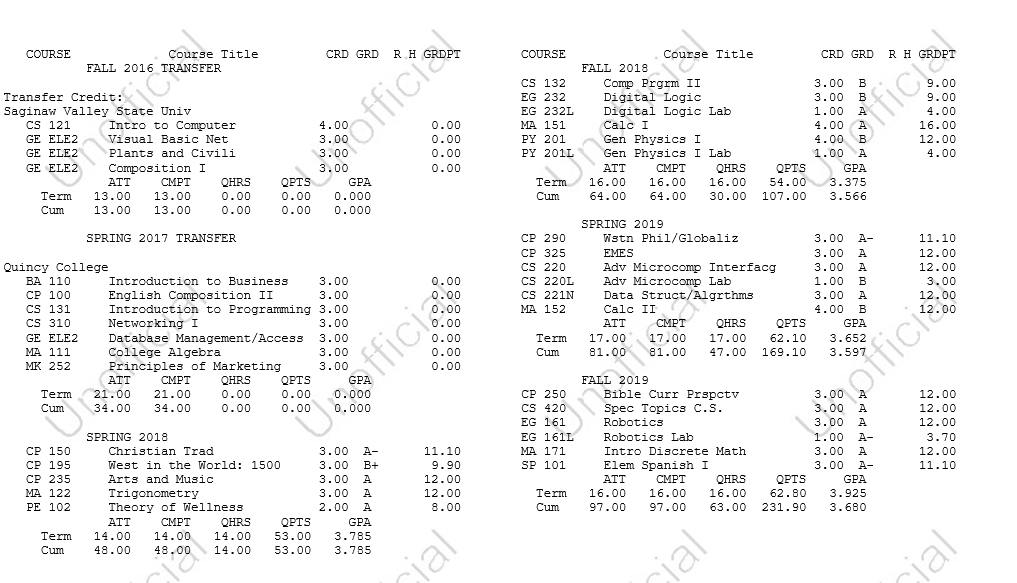 COURSE Course Title CRD GRD R H GRDPT
FALL 2016 TRANSFER
Transfer Credit:
Saginaw Valley State Univ
CS 121 Intro to Computer 4.00 0.00
GE ELE2 Visual Basic Net 3.00 0.00
GE ELE2 Plants and Civili 3.00 0.00
GE ELE2 Composition I 3.00 0.00
ATT CMPT QHRS QPTS GPA
Term 13.00 13.00 0.00 0.00 0.000
Cum 13.00 13.00 0.00 0.00 0.000
SPRING 2017 TRANSFER
Quincy College
BA 110 Introduction to Business 3.00 0.00
CP 100 English Composition II 3.00 0.00
CS 131 Introduction to Programming 3.00 0.00
CS 310 Networking I 3.00 0.00
GE ELE2 Database Management/Access 3.00 0.00
MA 111 College Algebra 3.00 0.00
MK 252 Principles of Marketing 3.00 0.00
ATT CMPT QHRS QPTS GPA
Term 21.00 21.00 0.00 0.00 0.000
Cum 34.00 34.00 0.00 0.00 0.000
SPRING 2018
CP 150 Christian Trad 3.00 A- 11.10
CP 195 West in the World: 1500 3.00 B+ 9.90
CP 235 Arts and Music 3.00 A 12.00
MA 122 Trigonometry 3.00 A 12.00
PE 102 Theory of Wellness 2.00 A 8.00
ATT CMPT QHRS QPTS GPA
Term 14.00 14.00 14.00 53.00 3.785
Cum 48.00 48.00 14.00 53.00 3.785
COURSE Course Title CRD GRD R H GRDPT
FALL 2018
CS 132 Comp Prgrm II 3.00 B 9.00
EG 232 Digital Logic 3.00 B 9.00
EG 232L Digital Logic Lab 1.00 A 4.00
MA 151 Calc I 4.00 A 16.00
PY 201 Gen Physics I 4.00 B 12.00
PY 201L Gen Physics I Lab 1.00 A 4.00
ATT CMPT QHRS QPTS GPA
Term 16.00 16.00 16.00 54.00 3.375
Cum 64.00 64.00 30.00 107.00 3.566
SPRING 2019
CP 290 Wstn Phil/Globaliz 3.00 A- 11.10
CP 325 EMES 3.00 A 12.00
CS 220 Adv Microcomp Interfacg 3.00 A 12.00
CS 220L Adv Microcomp Lab 1.00 B 3.00
CS 221N Data Struct/Algrthms 3.00 A 12.00
MA 152 Calc II 4.00 B 12.00
ATT CMPT QHRS QPTS GPA
Term 17.00 17.00 17.00 62.10 3.652
Cum 81.00 81.00 47.00 169.10 3.597
FALL 2019
CP 250 Bible Curr Prspctv 3.00 A 12.00
CS 420 Spec Topics C.S. 3.00 A 12.00
EG 161 Robotics 3.00 A 12.00
EG 161L Robotics Lab 1.00 A- 3.70
MA 171 Intro Discrete Math 3.00 A 12.00
SP 101 Elem Spanish I 3.00 A- 11.10
ATT CMPT QHRS QPTS GPA
Term 16.00 16.00 16.00 62.80 3.925
Cum 97.00 97.00 63.00 231.90 3.680
Unofficial
Unofficial
Unofficial
Unofficial
Unofficial
Unofficial
Unofficial
Unofficial